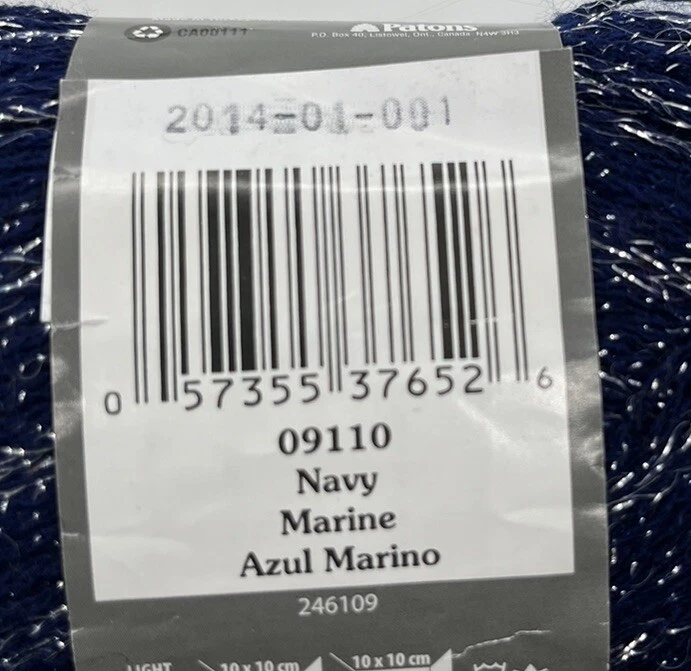 CA00111
Patons
P.O. Box 40, Listowel, Ont., Canada N4W 3H3
2014-01-001
0 57355 37652 6
09110
Navy
Marine
Azul Marino
246109
LIGHT
10 x 10 cm
10 x 10 cm